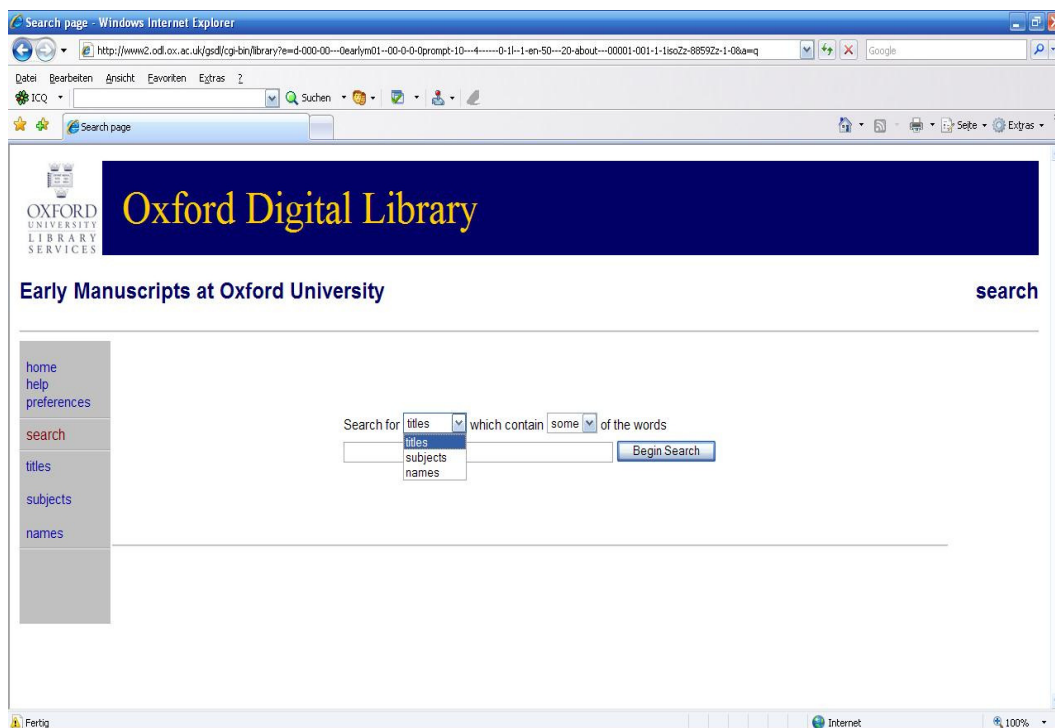 Search page - Windows Internet Explorer
http://www2.odl.ox.ac.uk/gsdl/cgi-bin/library?e=d-000-00---0earlym01--00-0-0-0prompt-10---4------0-1l--1-en-50---20-about---00001-001-1-1isoZz-8859Zz-1-0&a=q
Google
Datei Bearbeiten Ansicht Favoriten Extras ?
ICQ Suchen
Search page Seite Extras
OXFORD
UNIVERSITY
LIBRARY
SERVICES
Oxford Digital Library
Early Manuscripts at Oxford University search
home
help
preferences
search
titles
subjects
names
Search for titles which contain some of the words
titles
subjects
names
Begin Search
Fertig Internet 100%